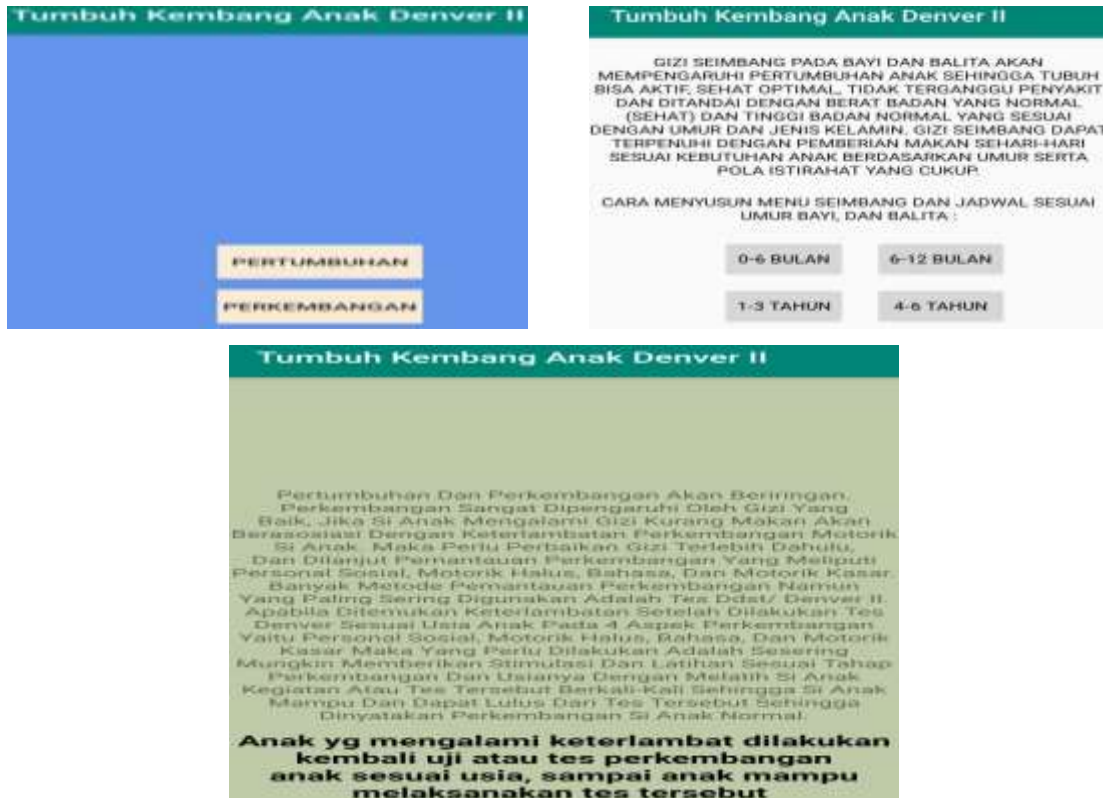 Tumbuh Kembang Anak Denver II
PERTUMBUHAN
PERKEMBANGAN
Tumbuh Kembang Anak Denver II
GIZI SEIMBANG PADA BAYI DAN BALITA AKAN
MEMPENGARUHI PERTUMBUHAN ANAK SEHINGGA TUBUH
BISA AKTIF, SEHAT OPTIMAL, TIDAK TERGANGGU PENYAKIT
DAN DITANDAI DENGAN BERAT BADAN YANG NORMAL
(SEHAT) DAN TINGGI BADAN NORMAL YANG SESUAI
DENGAN UMUR DAN JENIS KELAMIN. GIZI SEIMBANG DAPAT
TERPENUHI DENGAN PEMBERIAN MAKAN SEHARI-HARI
SESUAI KEBUTUHAN ANAK BERDASARKAN UMUR SERTA
POLA ISTIRAHAT YANG CUKUP.
CARA MENYUSUN MENU SEIMBANG DAN JADWAL SESUAI
UMUR BAYI, DAN BALITA :
0-6 BULAN
6-12 BULAN
1-3 TAHUN
4-6 TAHUN
Tumbuh Kembang Anak Denver II
Pertumbuhan Dan Perkembangan Akan Beriringan.
Perkembangan Sangat Dipengaruhi Oleh Gizi Yang
Baik, Jika Si Anak Mengalami Gizi Kurang Makan Akan
Berasosiasi Dengan Keterlambatan Perkembangan Motorik
Si Anak. Maka Perlu Perbaikan Gizi Terlebih Dahulu,
Dan Dilanjut Pemantauan Perkembangan Yang Meliputi
Personal Sosial, Motorik Halus, Bahasa, Dan Motorik Kasar.
Banyak Metode Pemantauan Perkembangan Namun
Yang Paling Sering Digunakan Adalah Tes Ddst/ Denver II.
Apabila Ditemukan Keterlambatan Setelah Dilakukan Tes
Denver Sesuai Usia Anak Pada 4 Aspek Perkembangan
Yaitu Personal Sosial, Motorik Halus, Bahasa, Dan Motorik
Kasar Maka Yang Perlu Dilakukan Adalah Sesering
Mungkin Memberikan Stimulasi Dan Latihan Sesuai Tahap
Perkembangan Dan Usianya Dengan Melatih Si Anak
Kegiatan Atau Tes Tersebut Berkali-Kali Sehingga Si Anak
Mampu Dan Dapat Lulus Dari Tes Tersebut Sehingga
Dinyatakan Perkembangan Si Anak Normal.
Anak yg mengalami keterlambat dilakukan
kembali uji atau tes perkembangan
anak sesuai usia, sampai anak mampu
melaksanakan tes tersebut